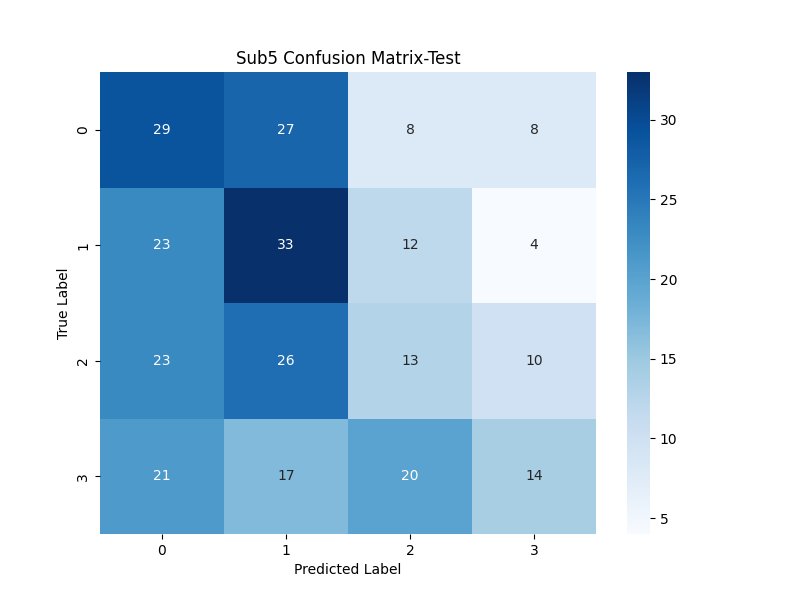 Sub5 Confusion Matrix-Test
0 29 27 8 8
1 23 33 12 4
2 23 26 13 10
3 21 17 20 14
0 1 2 3
Predicted Label
True Label
30
25
20
15
10
5